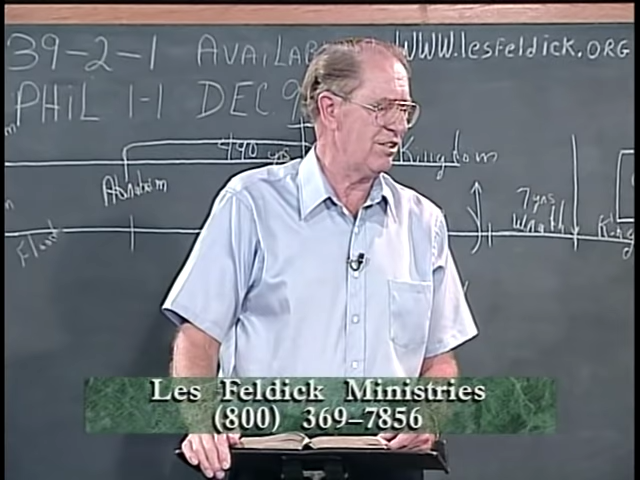 39-2-1 AVAILAB WWW.lesfeldick.ORG
PHIL 1-1 DEC. 9
490 yrs Kingdom
Abraham
7yrs
Wrath
Flood
Les Feldick Ministries
(800) 369–7856